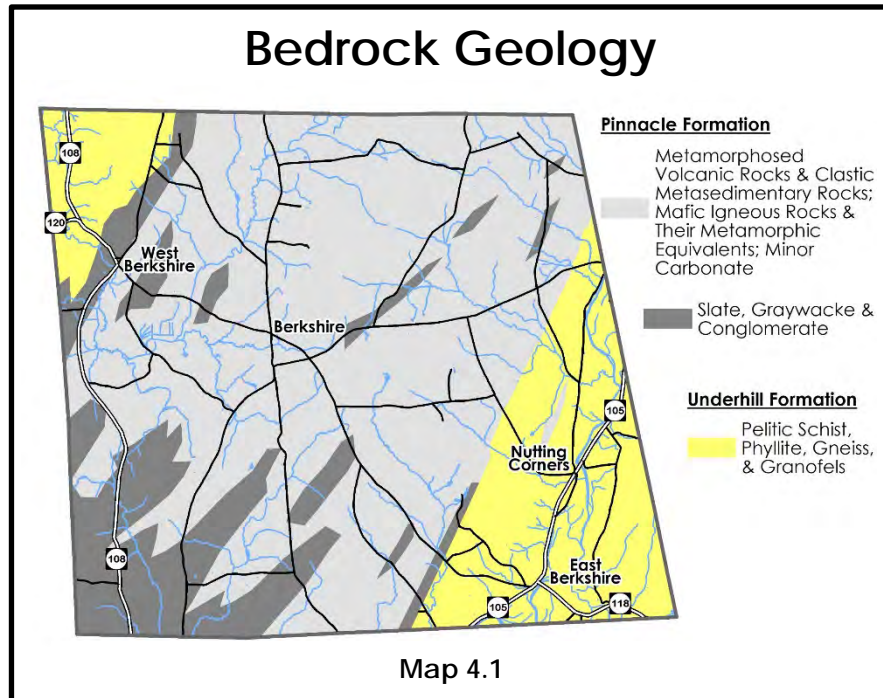 Bedrock Geology
Pinnacle Formation
Metamorphosed
Volcanic Rocks & Clastic
Metasedimentary Rocks;
Mafic Igneous Rocks &
Their Metamorphic
Equivalents; Minor
Carbonate
Slate, Graywacke &
Conglomerate
Underhill Formation
Pelitic Schist,
Phyllite, Gneiss,
& Granofels
108
120
West
Berkshire
Berkshire
105
Nutting
Corners
108
East
Berkshire
105
118
Map 4.1